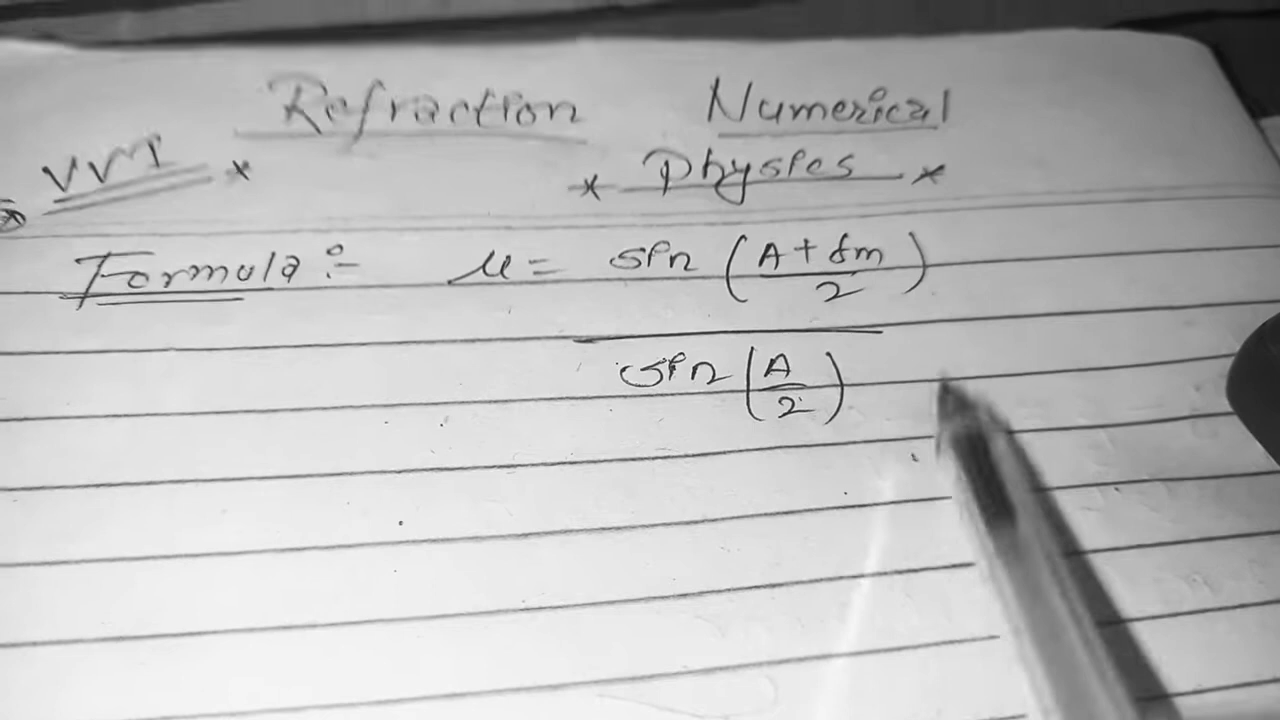 Refraction Numerical
VVI * * Physics *
Formula :- μ = sin (A + δm / 2)
sin (A / 2)